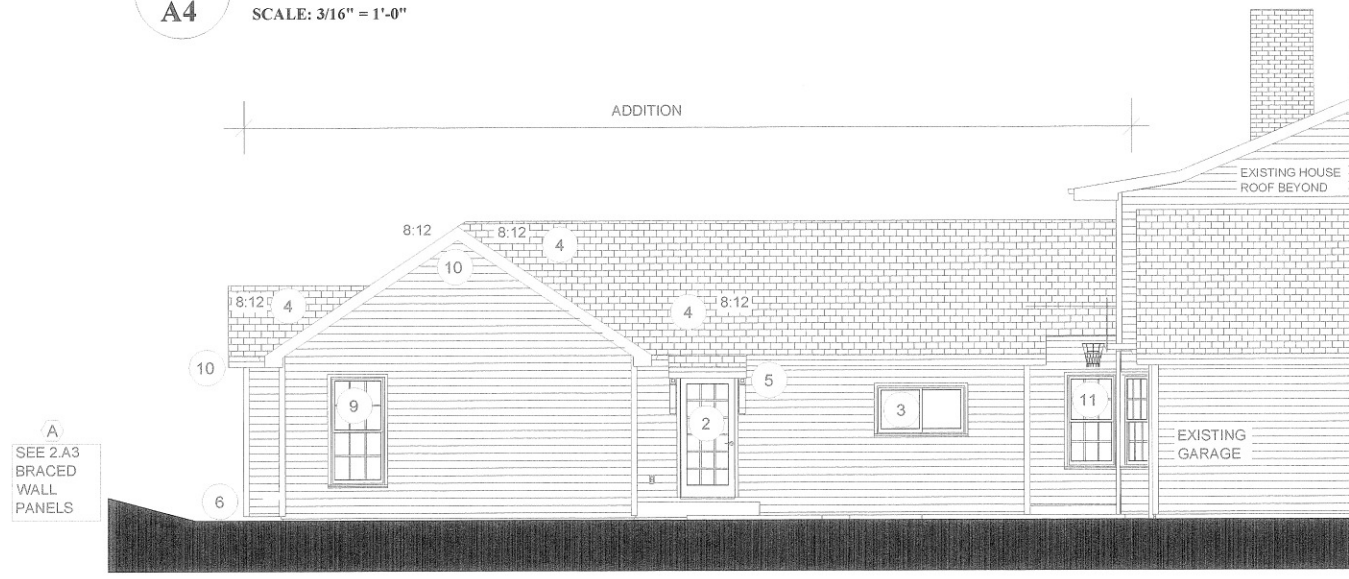 A4
SCALE: 3/16" = 1'-0"
ADDITION
EXISTING HOUSE
ROOF BEYOND
8:12
8:12
4
10
8:12
4
4
8:12
10
5
9
2
3
11
A
SEE 2.A3
BRACED
WALL
PANELS
EXISTING
GARAGE
6